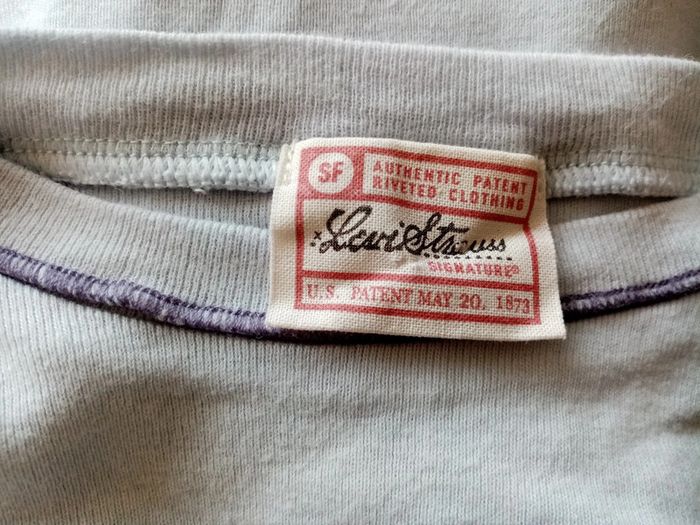 SF
AUTHENTIC PATENT
RIVETED CLOTHING
x Levi Strauss
SIGNATURE®
U.S. PATENT MAY 20, 1873